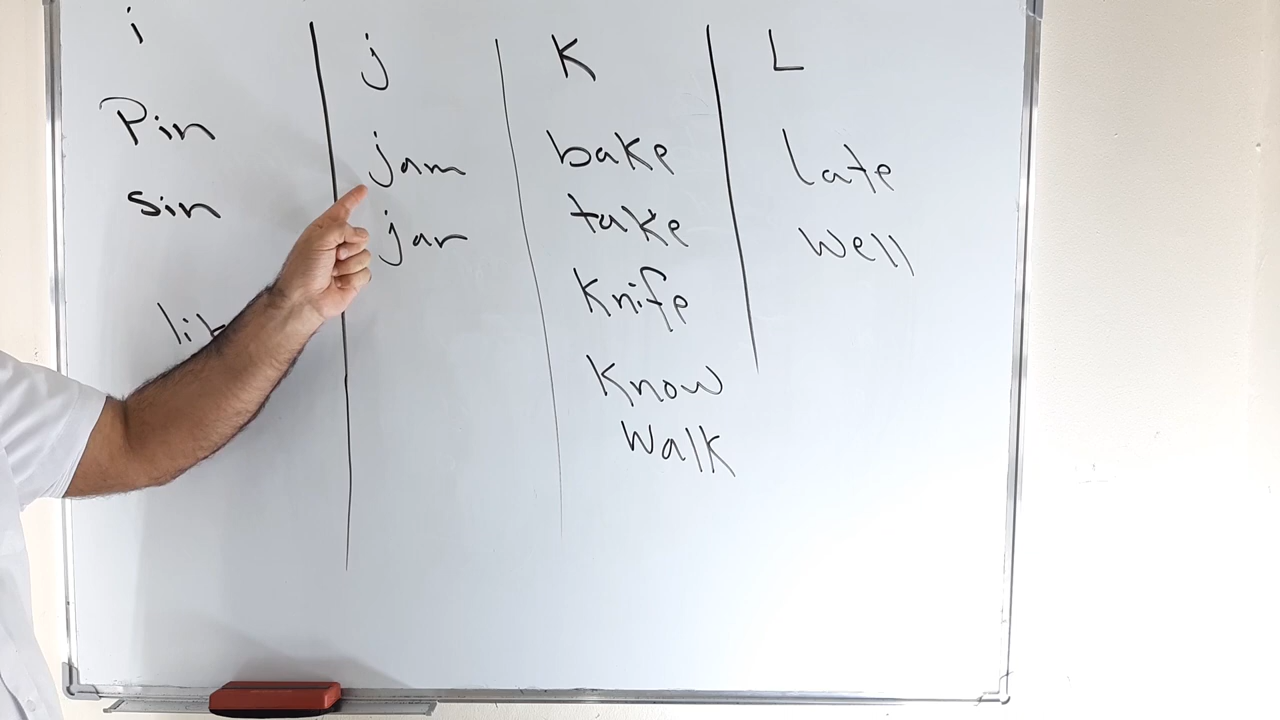 i
Pin
sin
j
jam
jar
K
bake
take
Knife
Know
Walk
L
Late
Well